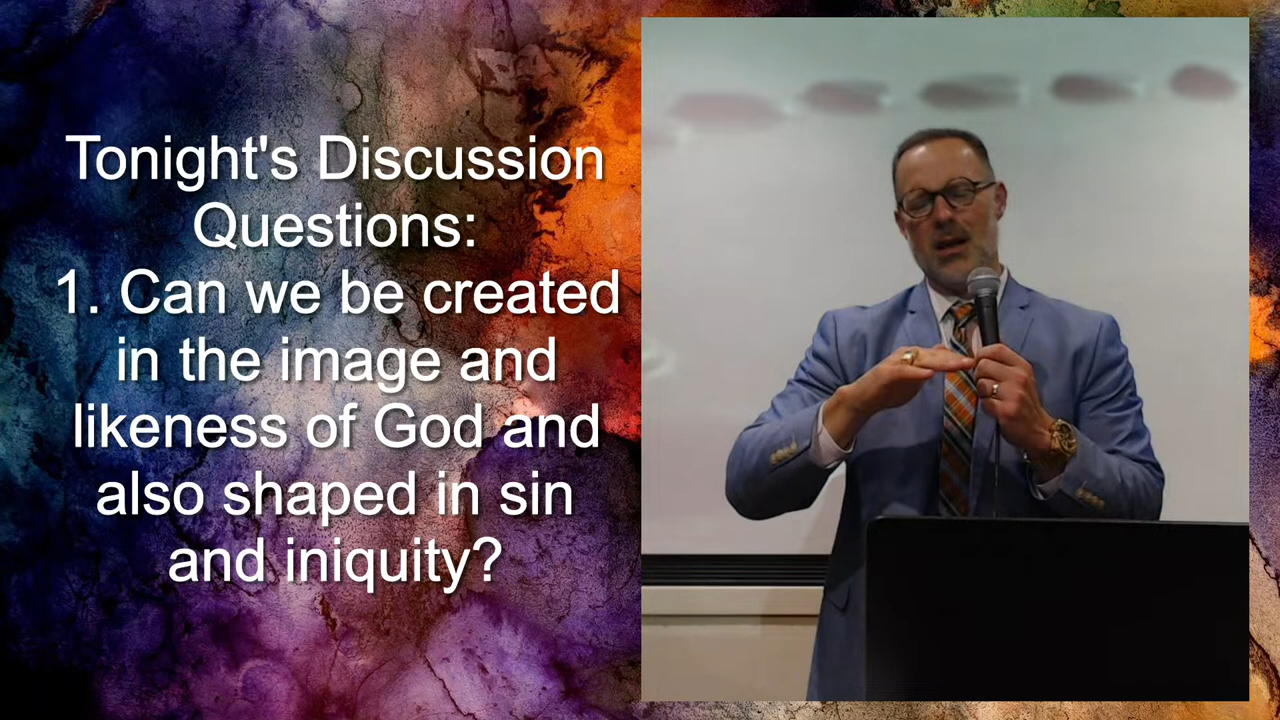 Tonight's Discussion
Questions:
1. Can we be created
in the image and
likeness of God and
also shaped in sin
and iniquity?